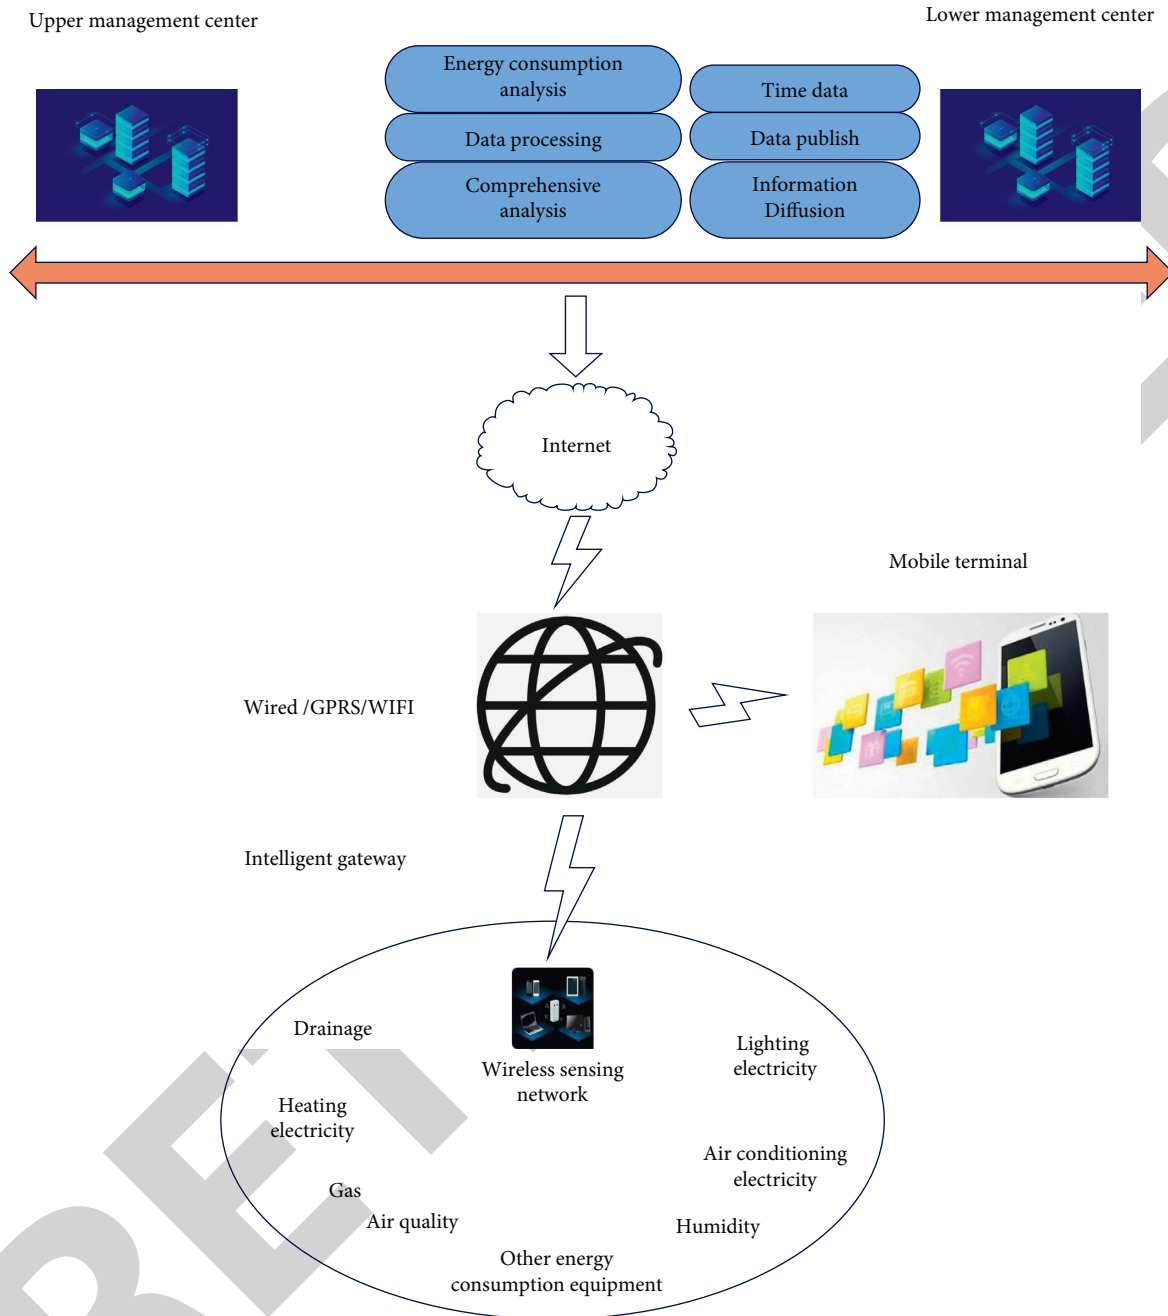 Upper management center
Lower management center
Energy consumption
analysis
Time data
Data processing
Data publish
Comprehensive
analysis
Information
Diffusion
Internet
Mobile terminal
Wired /GPRS/WIFI
Intelligent gateway
Drainage
Wireless sensing
network
Lighting
electricity
Heating
electricity
Air conditioning
electricity
Gas
Air quality
Humidity
Other energy
consumption equipment